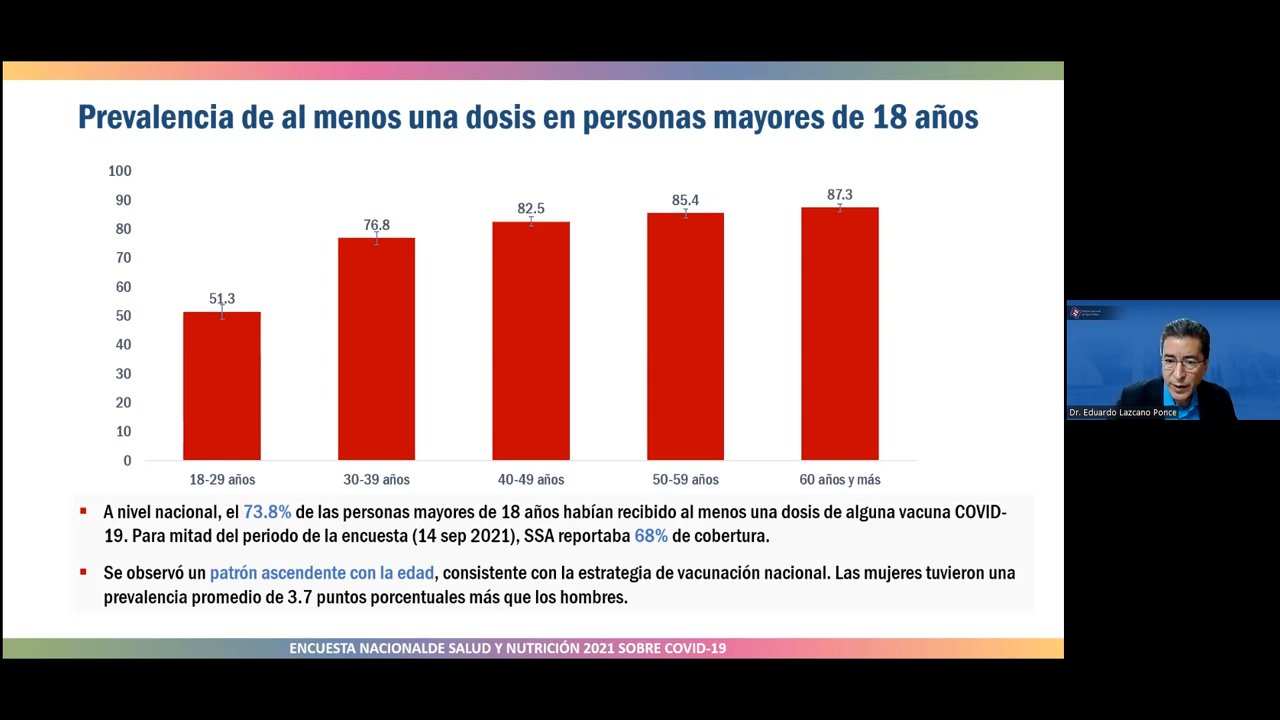 Prevalencia de al menos una dosis en personas mayores de 18 años
100
90
80
70
60
50
40
30
20
10
0
51.3
76.8
82.5
85.4
87.3
18-29 años
30-39 años
40-49 años
50-59 años
60 años y más
▪ A nivel nacional, el 73.8% de las personas mayores de 18 años habían recibido al menos una dosis de alguna vacuna COVID-
19. Para mitad del periodo de la encuesta (14 sep 2021), SSA reportaba 68% de cobertura.
▪ Se observó un patrón ascendente con la edad, consistente con la estrategia de vacunación nacional. Las mujeres tuvieron una
prevalencia promedio de 3.7 puntos porcentuales más que los hombres.
ENCUESTA NACIONALDE SALUD Y NUTRICIÓN 2021 SOBRE COVID-19
Dr. Eduardo Lazcano Ponce